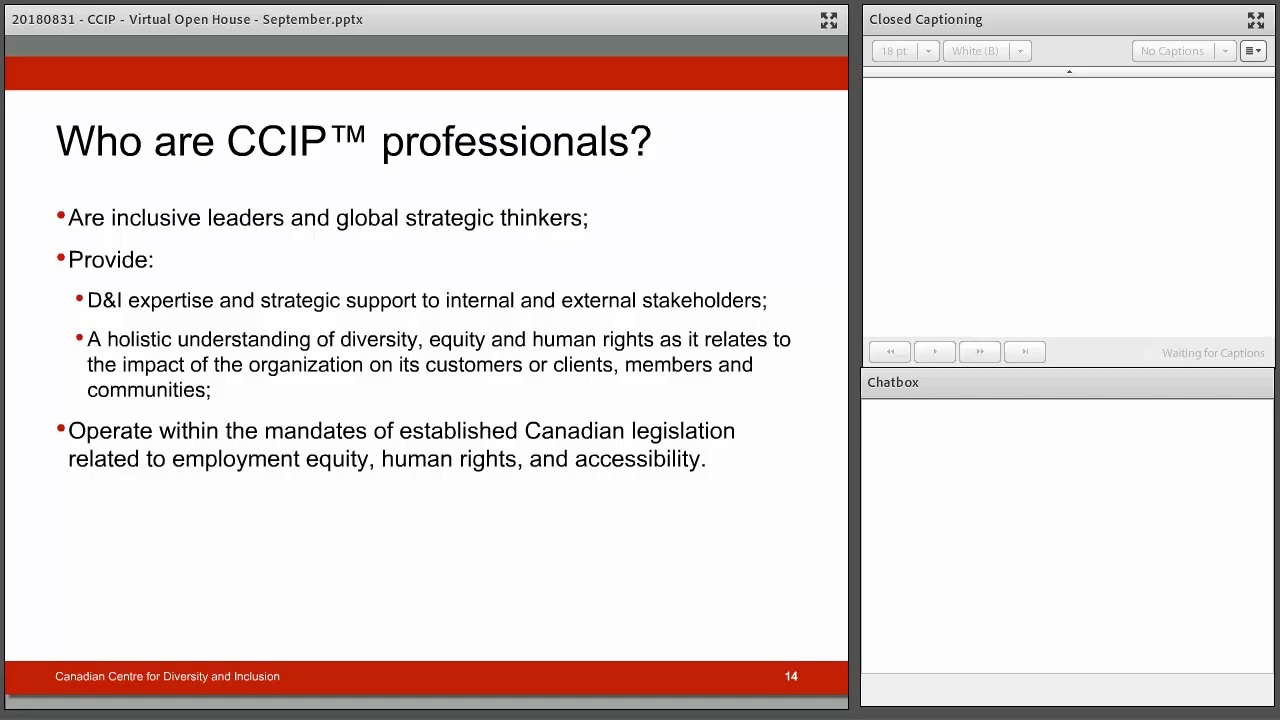 20180831 - CCIP - Virtual Open House - September.pptx
Who are CCIP™ professionals?
•Are inclusive leaders and global strategic thinkers;
•Provide:
•D&I expertise and strategic support to internal and external stakeholders;
•A holistic understanding of diversity, equity and human rights as it relates to
the impact of the organization on its customers or clients, members and
communities;
•Operate within the mandates of established Canadian legislation
related to employment equity, human rights, and accessibility.
Canadian Centre for Diversity and Inclusion
14
Closed Captioning
18 pt
White (B)
No Captions
Waiting for Captions
Chatbox